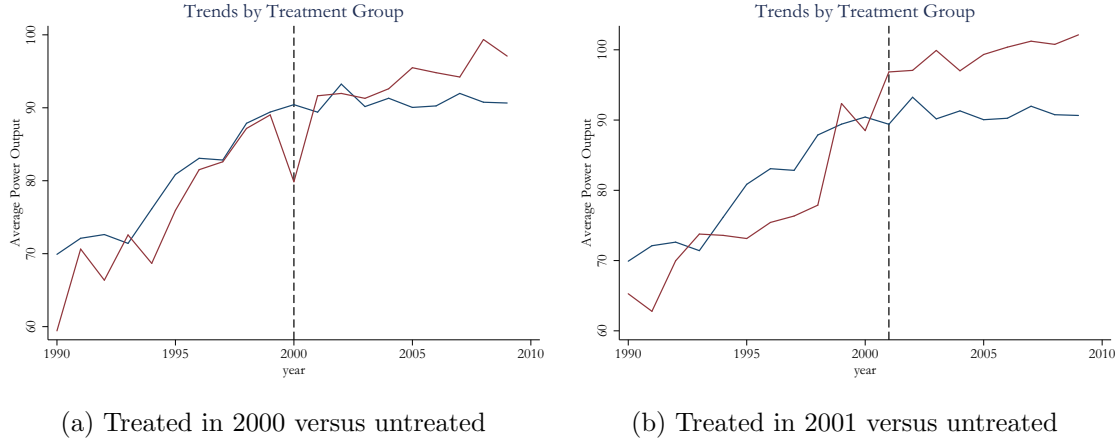 Trends by Treatment Group
Average Power Output
100
90
80
70
60
1990
1995
2000
2005
2010
year
(a) Treated in 2000 versus untreated
Trends by Treatment Group
Average Power Output
100
90
80
70
60
1990
1995
2000
2005
2010
year
(b) Treated in 2001 versus untreated